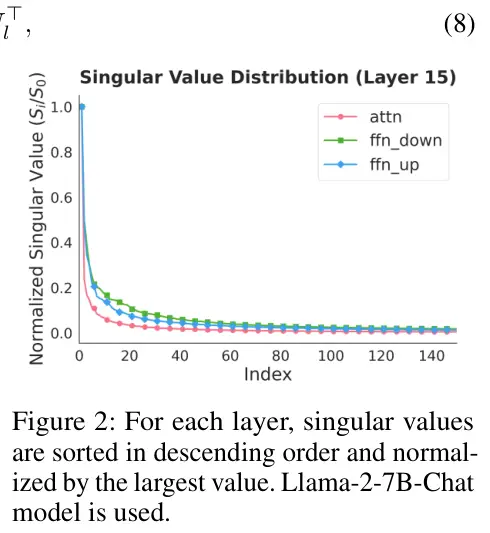 ⊤
l , (8)
Singular Value Distribution (Layer 15)
Normalized Singular Value (Si/S0)
1.0
0.8
0.6
0.4
0.2
0.0
attn
ffn_down
ffn_up
0 20 40 60 80 100 120 140
Index
Figure 2: For each layer, singular values
are sorted in descending order and normal-
ized by the largest value. Llama-2-7B-Chat
model is used.